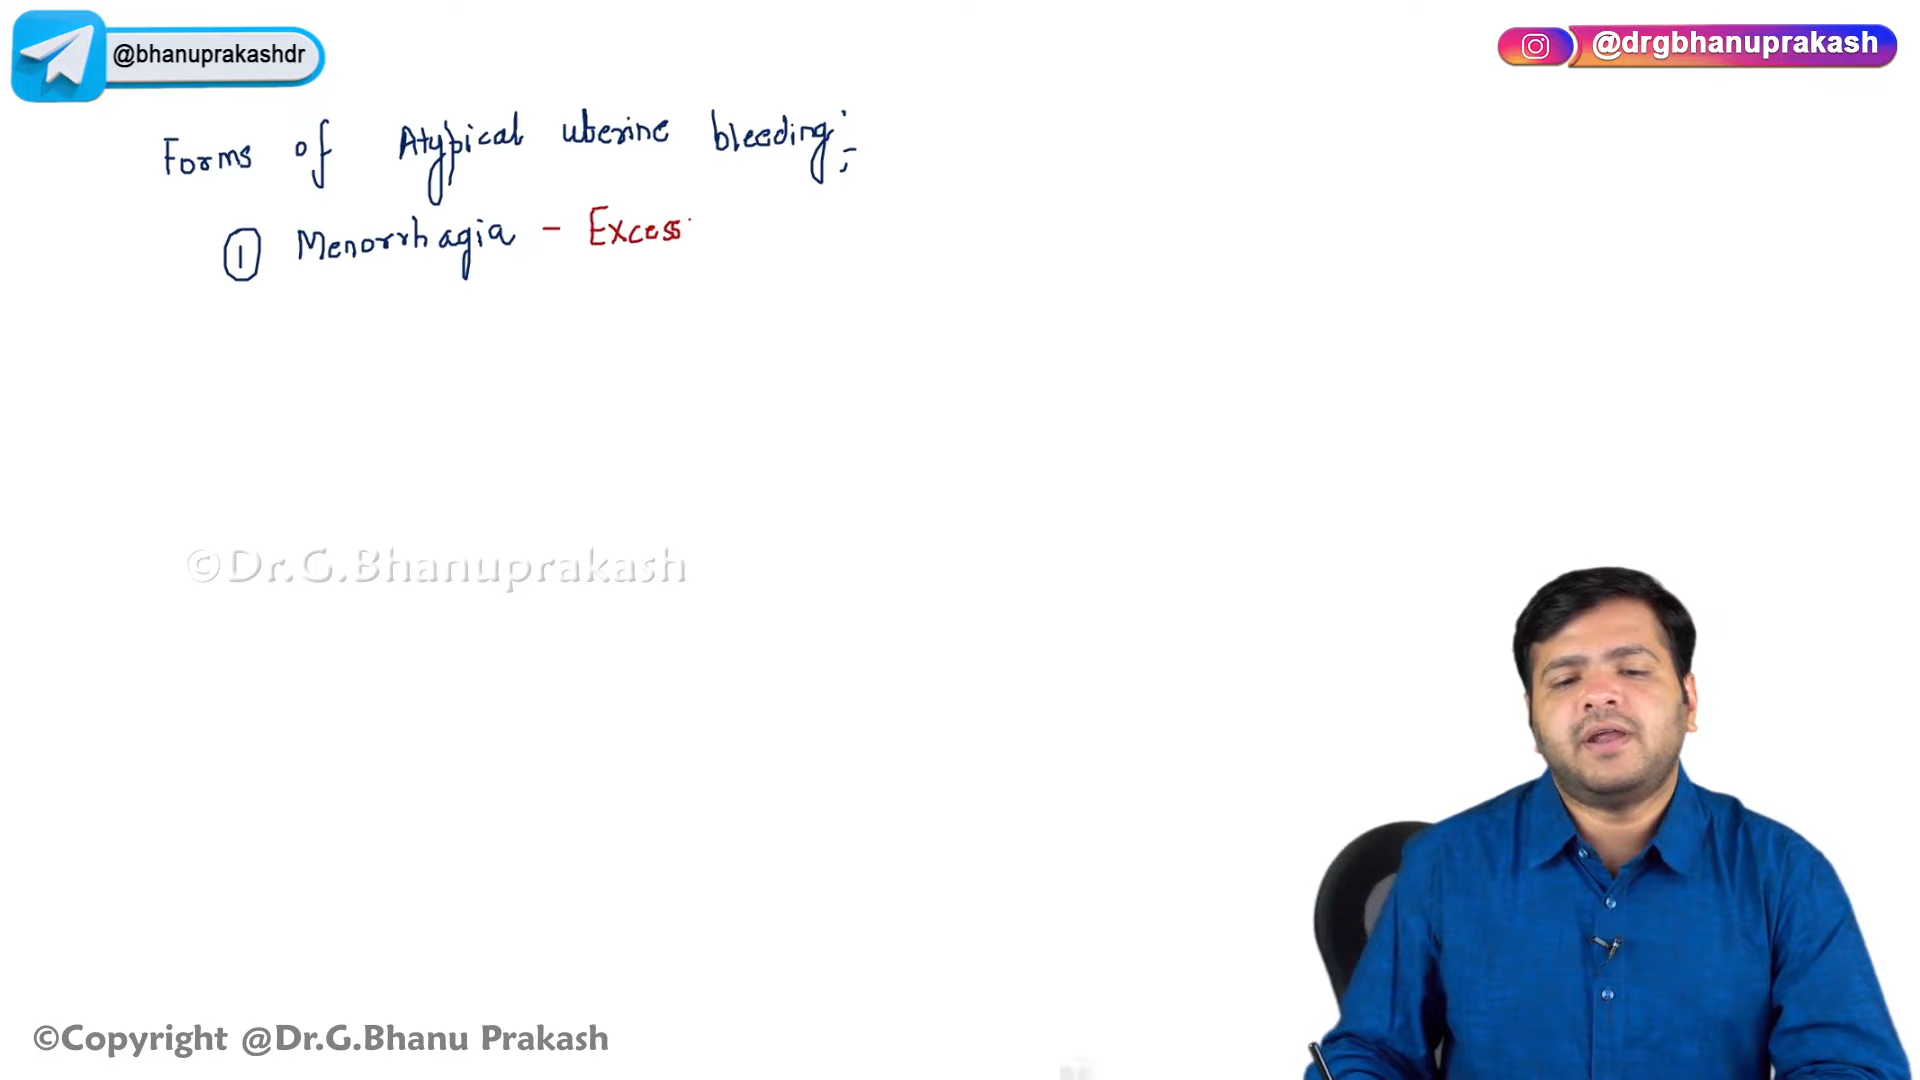 @bhanuprakashdr
@drgbhanuprakash
Forms of Atypical uterine bleeding:-
① Menorrhagia - Excess
©Dr.G.Bhanuprakash
©Copyright @Dr.G.Bhanu Prakash